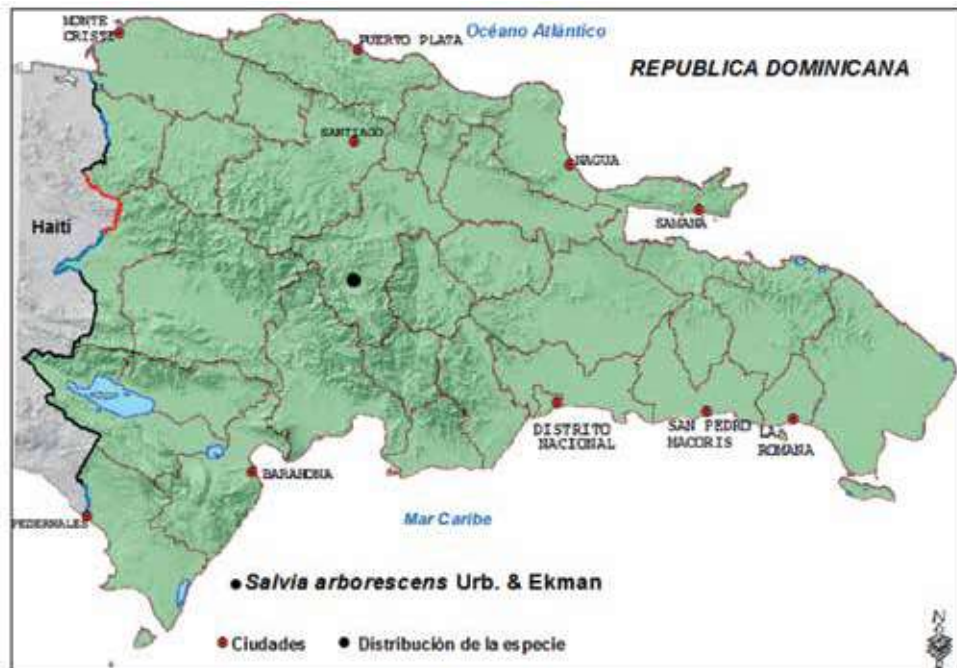 MONTE
CRISTI
PUERTO PLATA
Océano Atlántico
REPUBLICA DOMINICANA
SANTIAGO
NAGUA
SAMANA
Haití
DISTRITO
NACIONAL
SAN PEDRO
MACORIS
LA
ROMANA
BARAHONA
PEDERNALES
Mar Caribe
Salvia arborescens Urb. & Ekman
Ciudades
Distribución de la especie
N